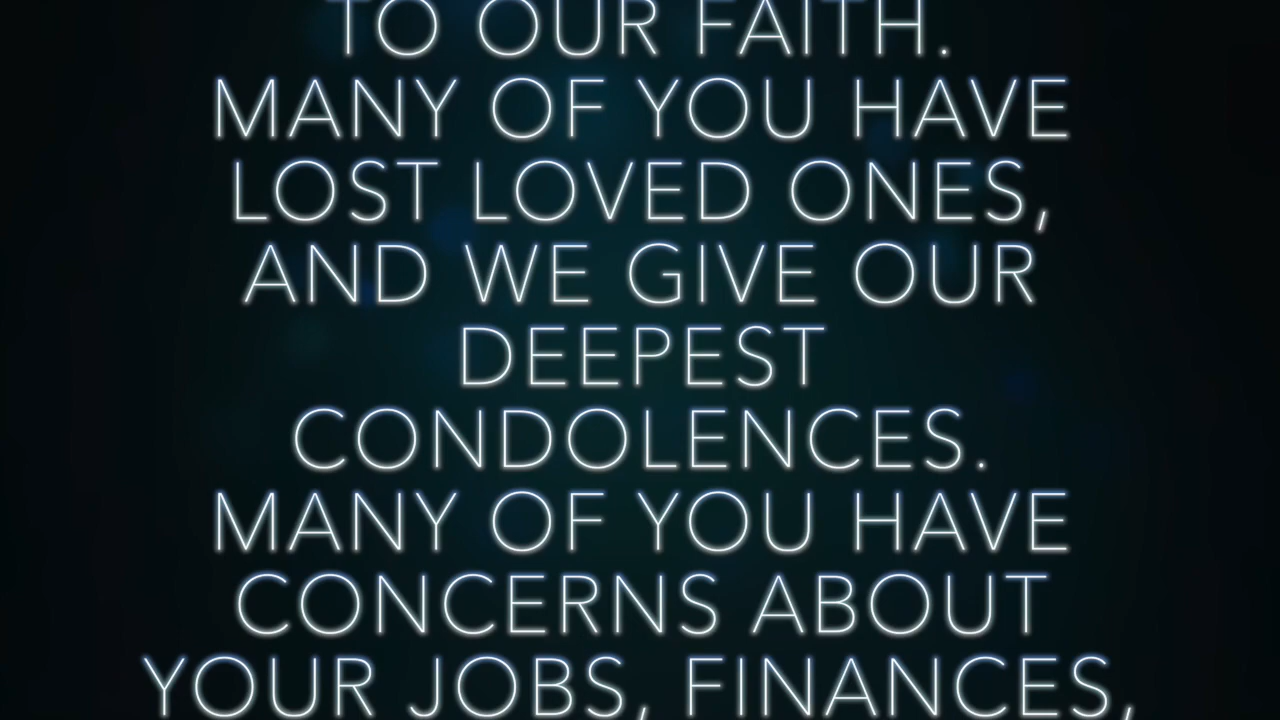 TO OUR FAITH.
MANY OF YOU HAVE
LOST LOVED ONES,
AND WE GIVE OUR
DEEPEST
CONDOLENCES.
MANY OF YOU HAVE
CONCERNS ABOUT
YOUR JOBS, FINANCES,